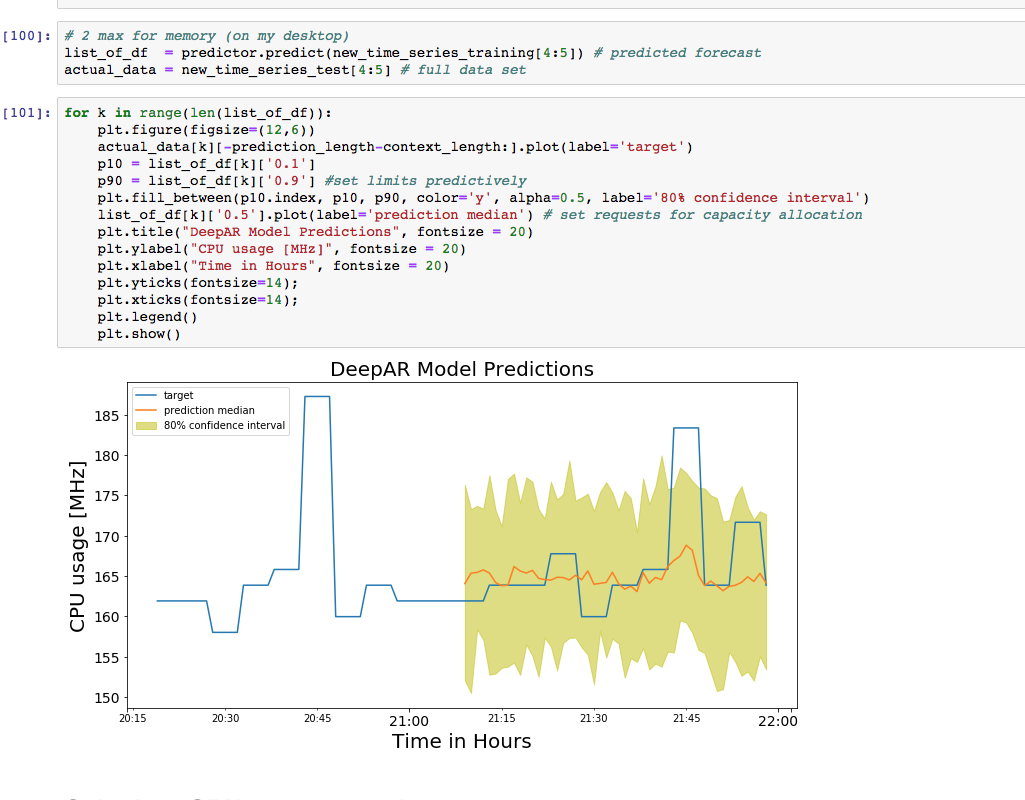 [100]: # 2 max for memory (on my desktop)
list_of_df  = predictor.predict(new_time_series_training[4:5]) # predicted forecast
actual_data = new_time_series_test[4:5] # full data set
[101]: for k in range(len(list_of_df)):
    plt.figure(figsize=(12,6))
    actual_data[k][-prediction_length-context_length:].plot(label='target')
    p10 = list_of_df[k]['0.1']
    p90 = list_of_df[k]['0.9'] #set limits predictively
    plt.fill_between(p10.index, p10, p90, color='y', alpha=0.5, label='80% confidence interval')
    list_of_df[k]['0.5'].plot(label='prediction median') # set requests for capacity allocation
    plt.title("DeepAR Model Predictions", fontsize = 20)
    plt.ylabel("CPU usage [MHz]", fontsize = 20)
    plt.xlabel("Time in Hours", fontsize = 20)
    plt.yticks(fontsize=14);
    plt.xticks(fontsize=14);
    plt.legend()
    plt.show()
DeepAR Model Predictions
target
prediction median
80% confidence interval
CPU usage [MHz]
185
180
175
170
165
160
155
150
20:15 20:30 20:45 21:00 21:15 21:30 21:45 22:00
Time in Hours